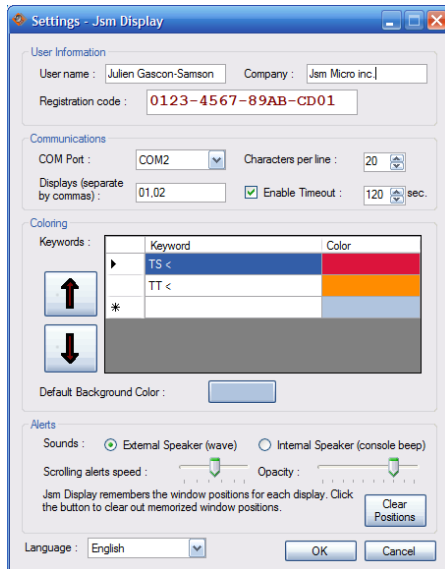 Settings - Jsm Display
User Information
User name : Julien Gascon-Samson Company : Jsm Micro inc.
Registration code : 0123-4567-89AB-CD01
Communications
COM Port : COM2 Characters per line : 20
Displays (separate
by commas) : 01,02 Enable Timeout : 120 sec.
Coloring
Keywords :
Keyword Color
TS <
TT <
Default Background Color :
Alerts
Sounds : External Speaker (wave) Internal Speaker (console beep)
Scrolling alerts speed : Opacity :
Jsm Display remembers the window positions for each display. Click
the button to clear out memorized window positions.
Clear
Positions
Language : English OK Cancel